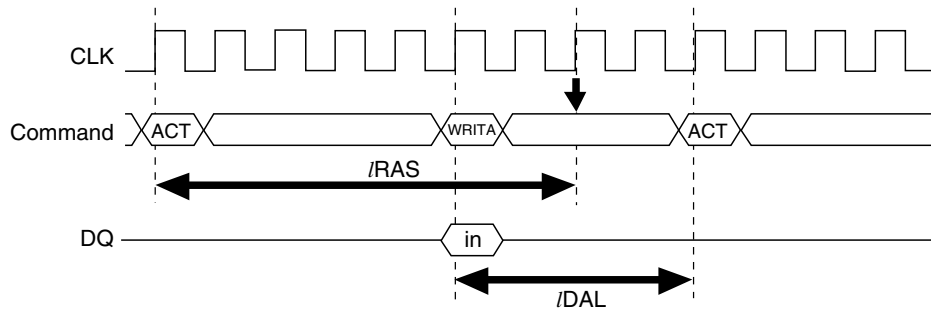 CLK
Command ACT WRITA ACT
lRAS
DQ in
lDAL